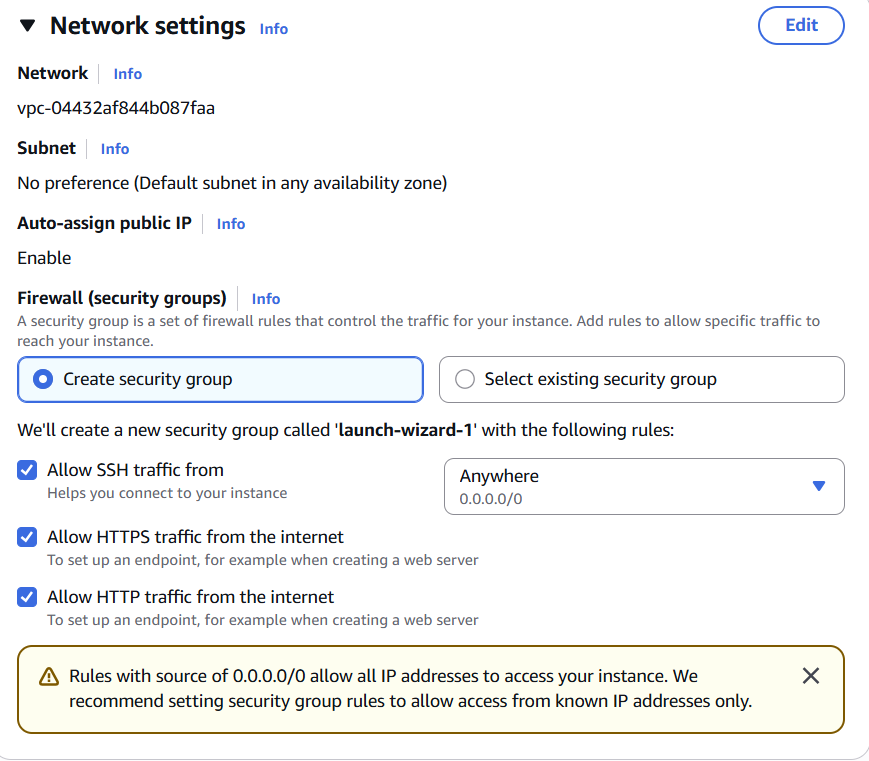 Network settings Info Edit
Network Info
vpc-04432af844b087faa
Subnet Info
No preference (Default subnet in any availability zone)
Auto-assign public IP Info
Enable
Firewall (security groups) Info
A security group is a set of firewall rules that control the traffic for your instance. Add rules to allow specific traffic to
reach your instance.
Create security group Select existing security group
We'll create a new security group called 'launch-wizard-1' with the following rules:
Allow SSH traffic from
Helps you connect to your instance
Anywhere
0.0.0.0/0
Allow HTTPS traffic from the internet
To set up an endpoint, for example when creating a web server
Allow HTTP traffic from the internet
To set up an endpoint, for example when creating a web server
Rules with source of 0.0.0.0/0 allow all IP addresses to access your instance. We
recommend setting security group rules to allow access from known IP addresses only.